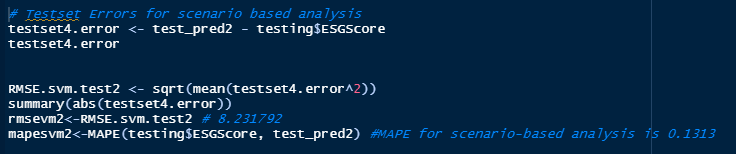 # Testset Errors for scenario based analysis
testset4.error <- test_pred2 - testing$ESGScore
testset4.error
RMSE.svm.test2 <- sqrt(mean(testset4.error^2))
summary(abs(testset4.error))
rmsevm2<-RMSE.svm.test2 # 8.231792
mapesvm2<-MAPE(testing$ESGScore, test_pred2) #MAPE for scenario-based analysis is 0.1313